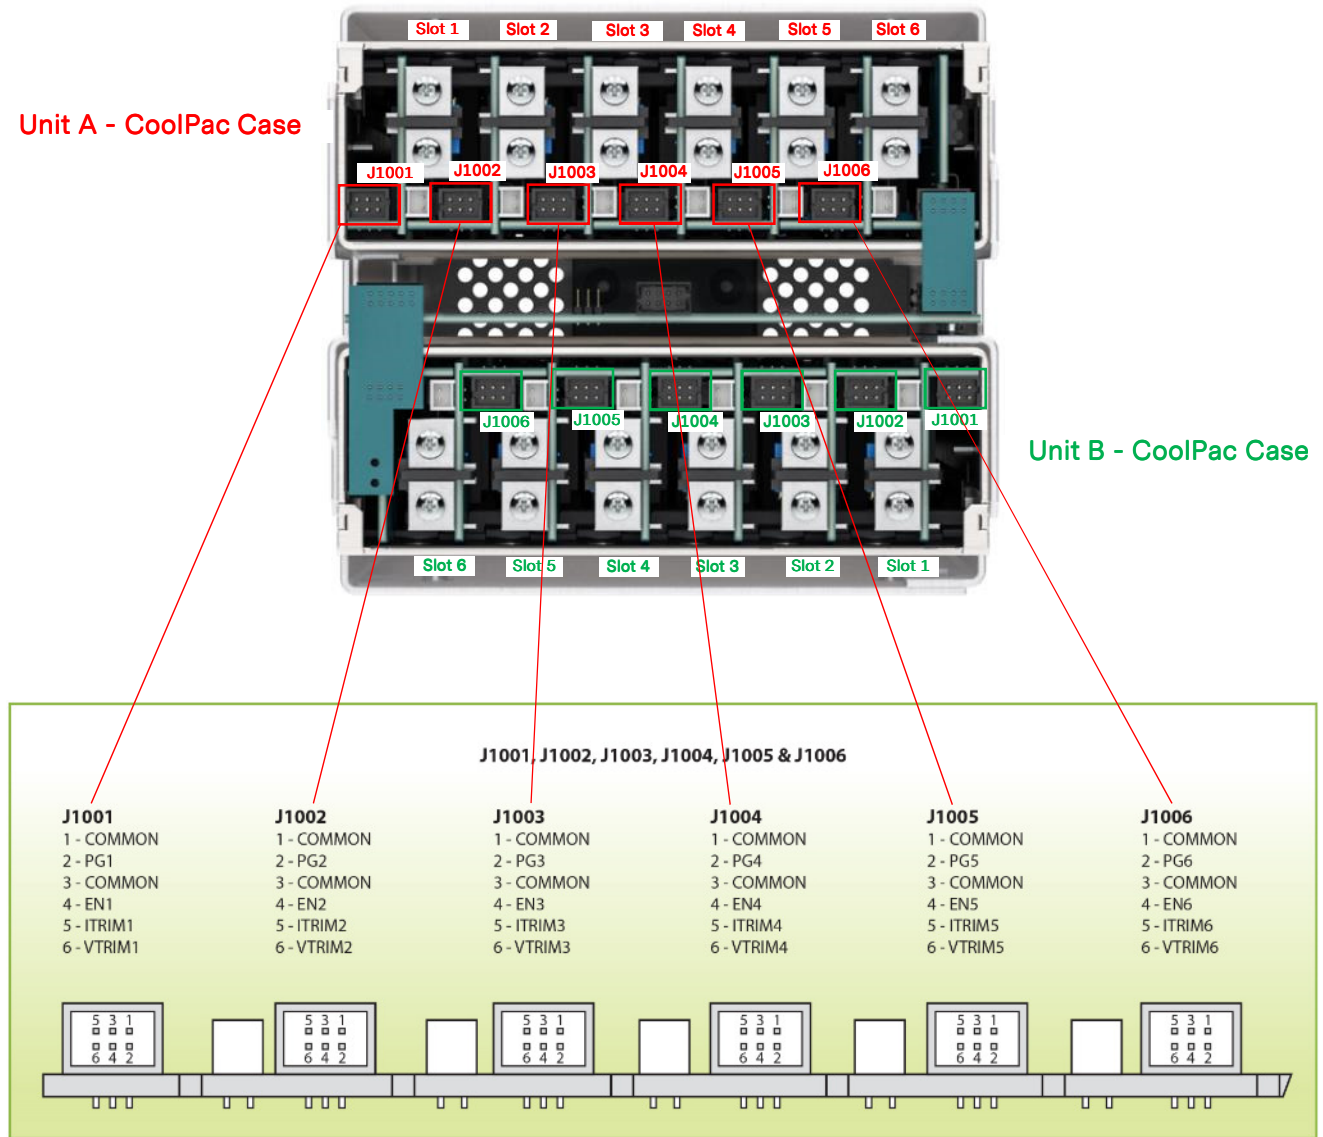 Slot 1
Slot 2
Slot 3
Slot 4
Slot 5
Slot 6
Unit A - CoolPac Case
J1001
J1002
J1003
J1004
J1005
J1006
J1006
J1005
J1004
J1003
J1002
J1001
Unit B - CoolPac Case
Slot 6
Slot 5
Slot 4
Slot 3
Slot 2
Slot 1
J1001, J1002, J1003, J1004, J1005 & J1006
J1001
1 - COMMON
2 - PG1
3 - COMMON
4 - EN1
5 - ITRIM1
6 - VTRIM1
J1002
1 - COMMON
2 - PG2
3 - COMMON
4 - EN2
5 - ITRIM2
6 - VTRIM2
J1003
1 - COMMON
2 - PG3
3 - COMMON
4 - EN3
5 - ITRIM3
6 - VTRIM3
J1004
1 - COMMON
2 - PG4
3 - COMMON
4 - EN4
5 - ITRIM4
6 - VTRIM4
J1005
1 - COMMON
2 - PG5
3 - COMMON
4 - EN5
5 - ITRIM5
6 - VTRIM5
J1006
1 - COMMON
2 - PG6
3 - COMMON
4 - EN6
5 - ITRIM6
6 - VTRIM6
5 3 1
6 4 2
5 3 1
6 4 2
5 3 1
6 4 2
5 3 1
6 4 2
5 3 1
6 4 2
5 3 1
6 4 2